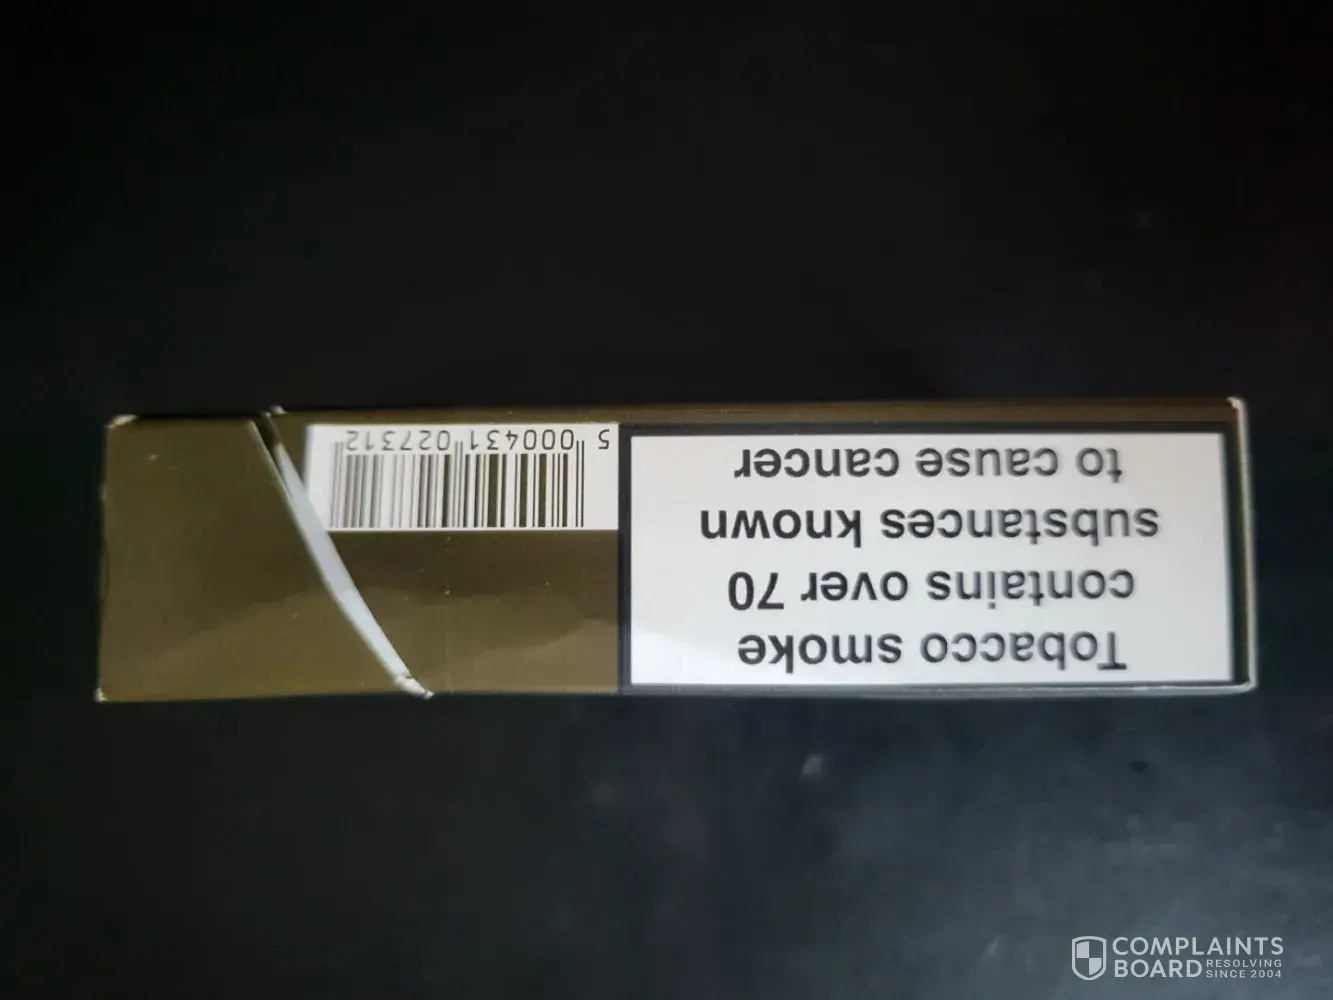 Tobacco smoke
contains over 70
substances known
to cause cancer
5 000431 027312
COMPLAINTS
BOARD RESOLVING
SINCE 2004